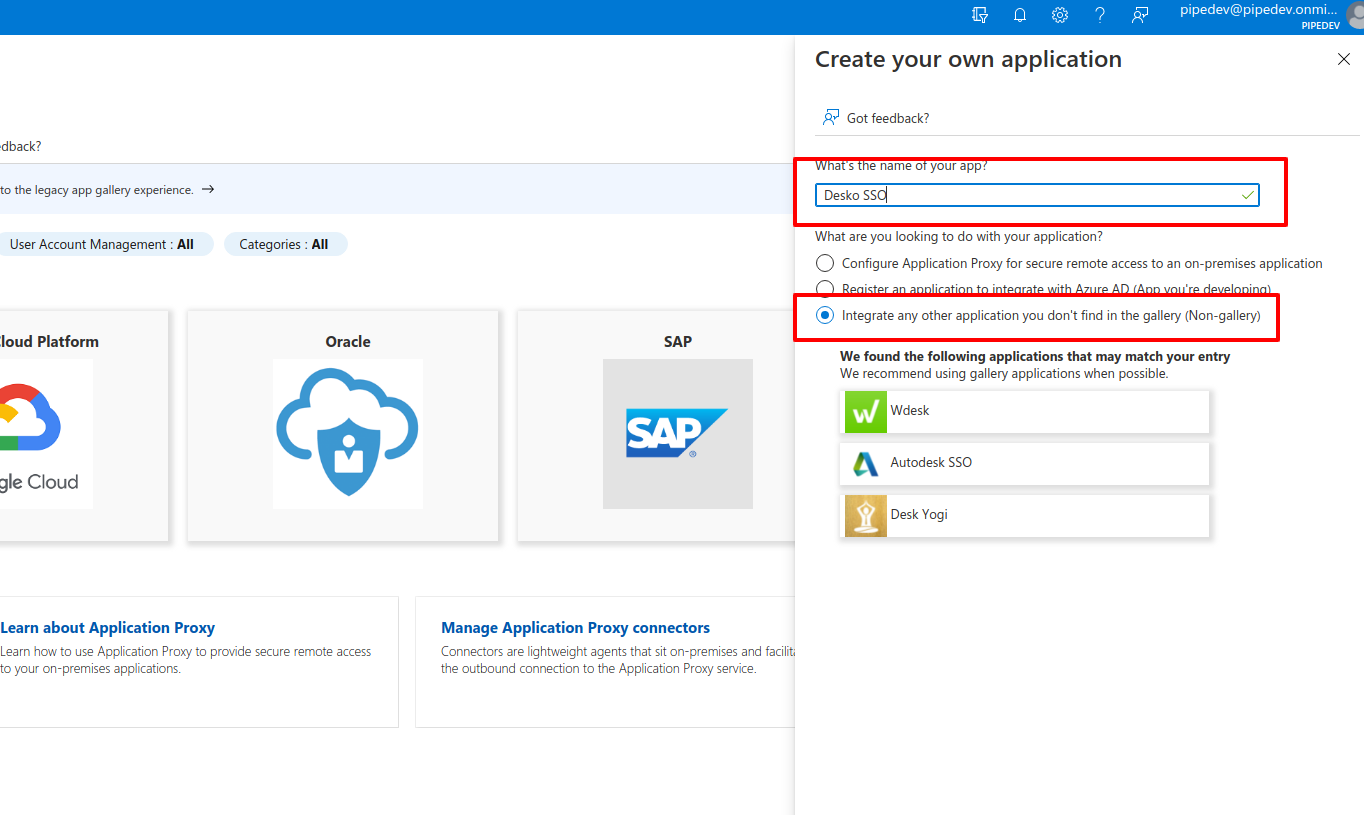 pipedev@pipedev.onmi...
PIPEDEV
Create your own application
Got feedback?
dback?
to the legacy app gallery experience. →
User Account Management : All
Categories : All
loud Platform
gle Cloud
Oracle
SAP
SAP
What's the name of your app?
Desko SSO
What are you looking to do with your application?
Configure Application Proxy for secure remote access to an on-premises application
Register an application to integrate with Azure AD (App you're developing)
Integrate any other application you don't find in the gallery (Non-gallery)
We found the following applications that may match your entry
We recommend using gallery applications when possible.
w
Wdesk
Autodesk SSO
Desk Yogi
Learn about Application Proxy
Learn how to use Application Proxy to provide secure remote access
to your on-premises applications.
Manage Application Proxy connectors
Connectors are lightweight agents that sit on-premises and facilita
the outbound connection to the Application Proxy service.